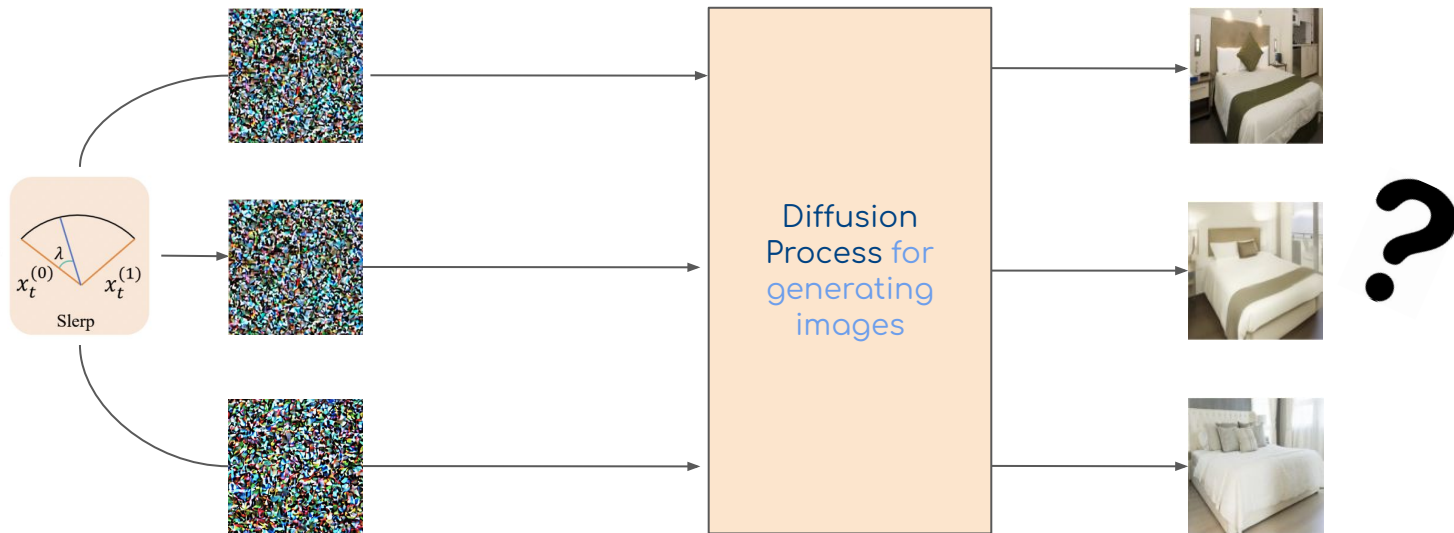 λ
x_t^(0)
x_t^(1)
Slerp
Diffusion
Process for
generating
images
?